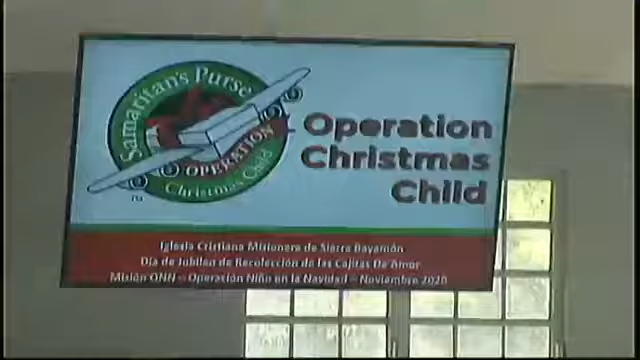 Samaritan's Purse
OPERATION
Christmas Child
Operation
Christmas
Child
Iglesia Cristiana Misionera de Sierra Bayamón
Día de Jubileo de Recolección de las Cajitas De Amor
Misión ONN – Operación Niño en la Navidad – Noviembre 2020